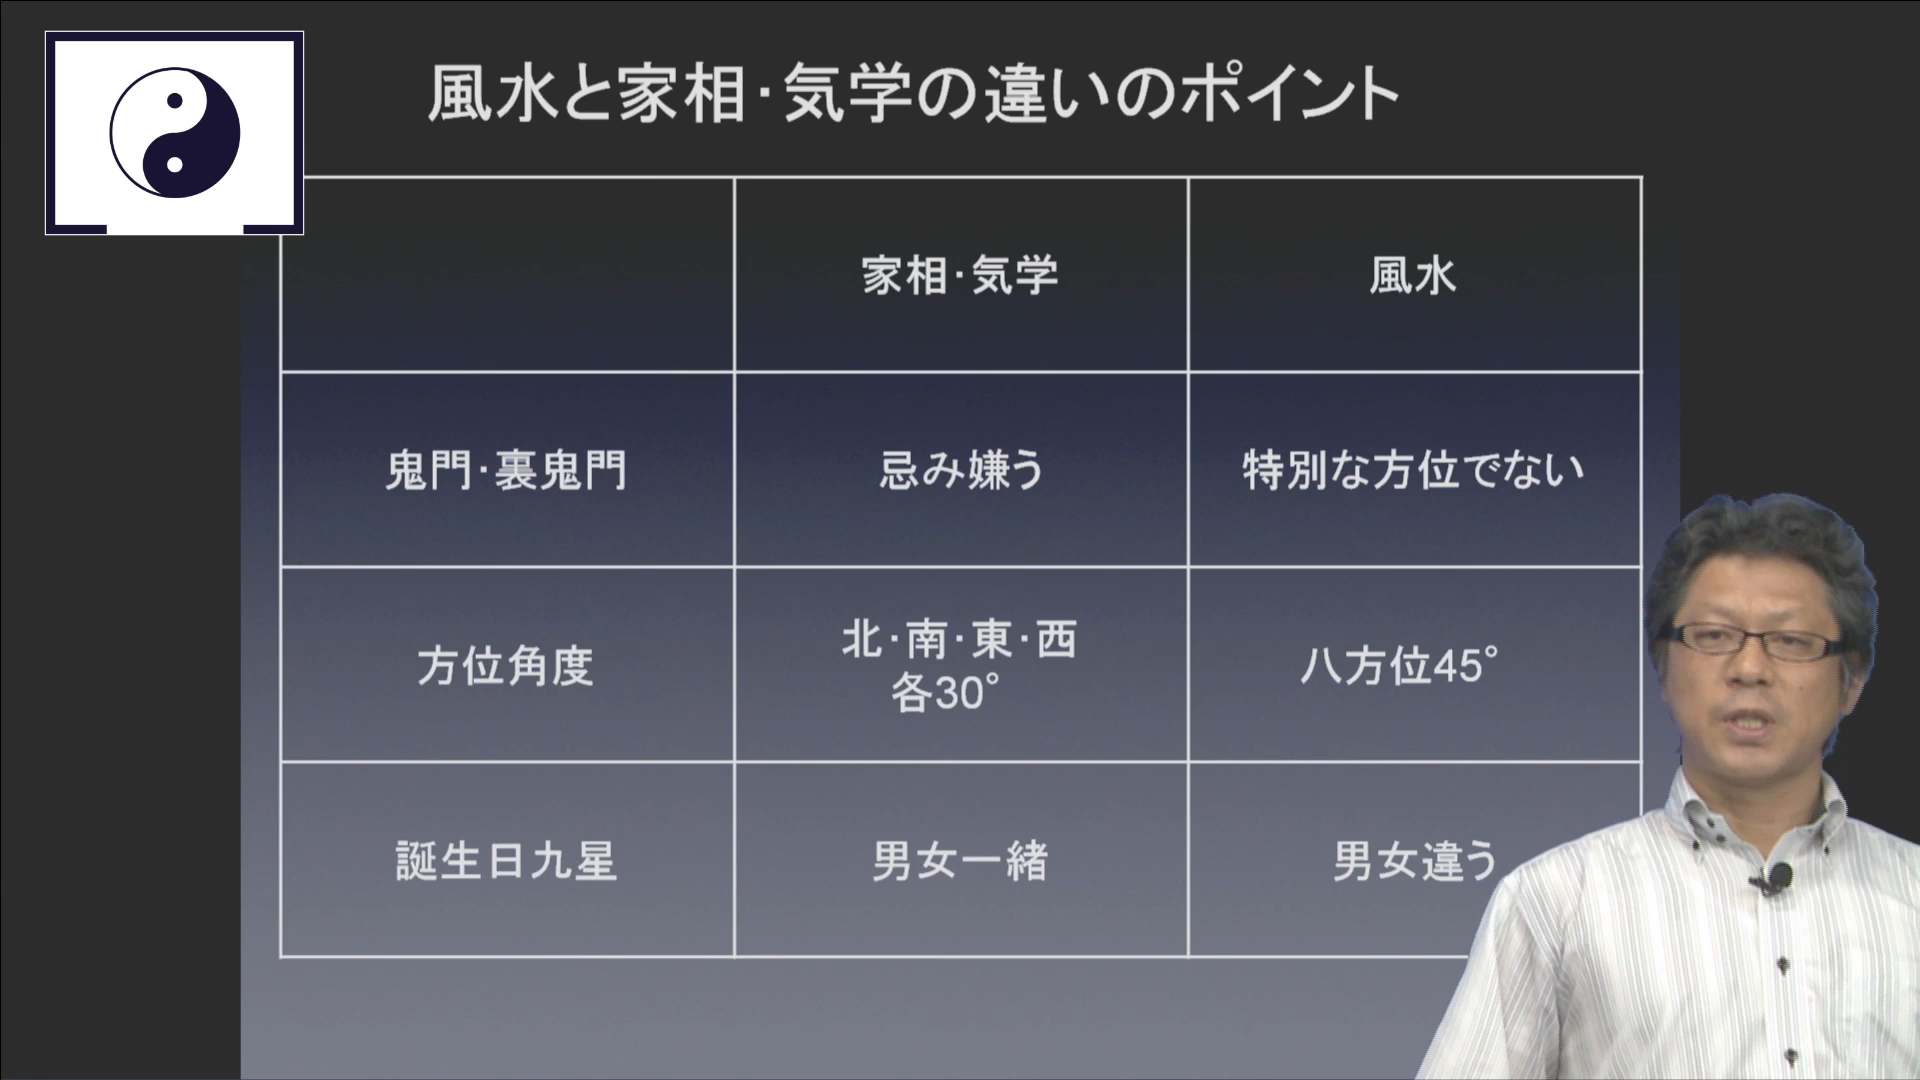 風水と家相・気学の違いのポイント
家相・気学
風水
鬼門・裏鬼門
忌み嫌う
特別な方位でない
方位角度
北・南・東・西
各30°
八方位45°
誕生日九星
男女一緒
男女違う